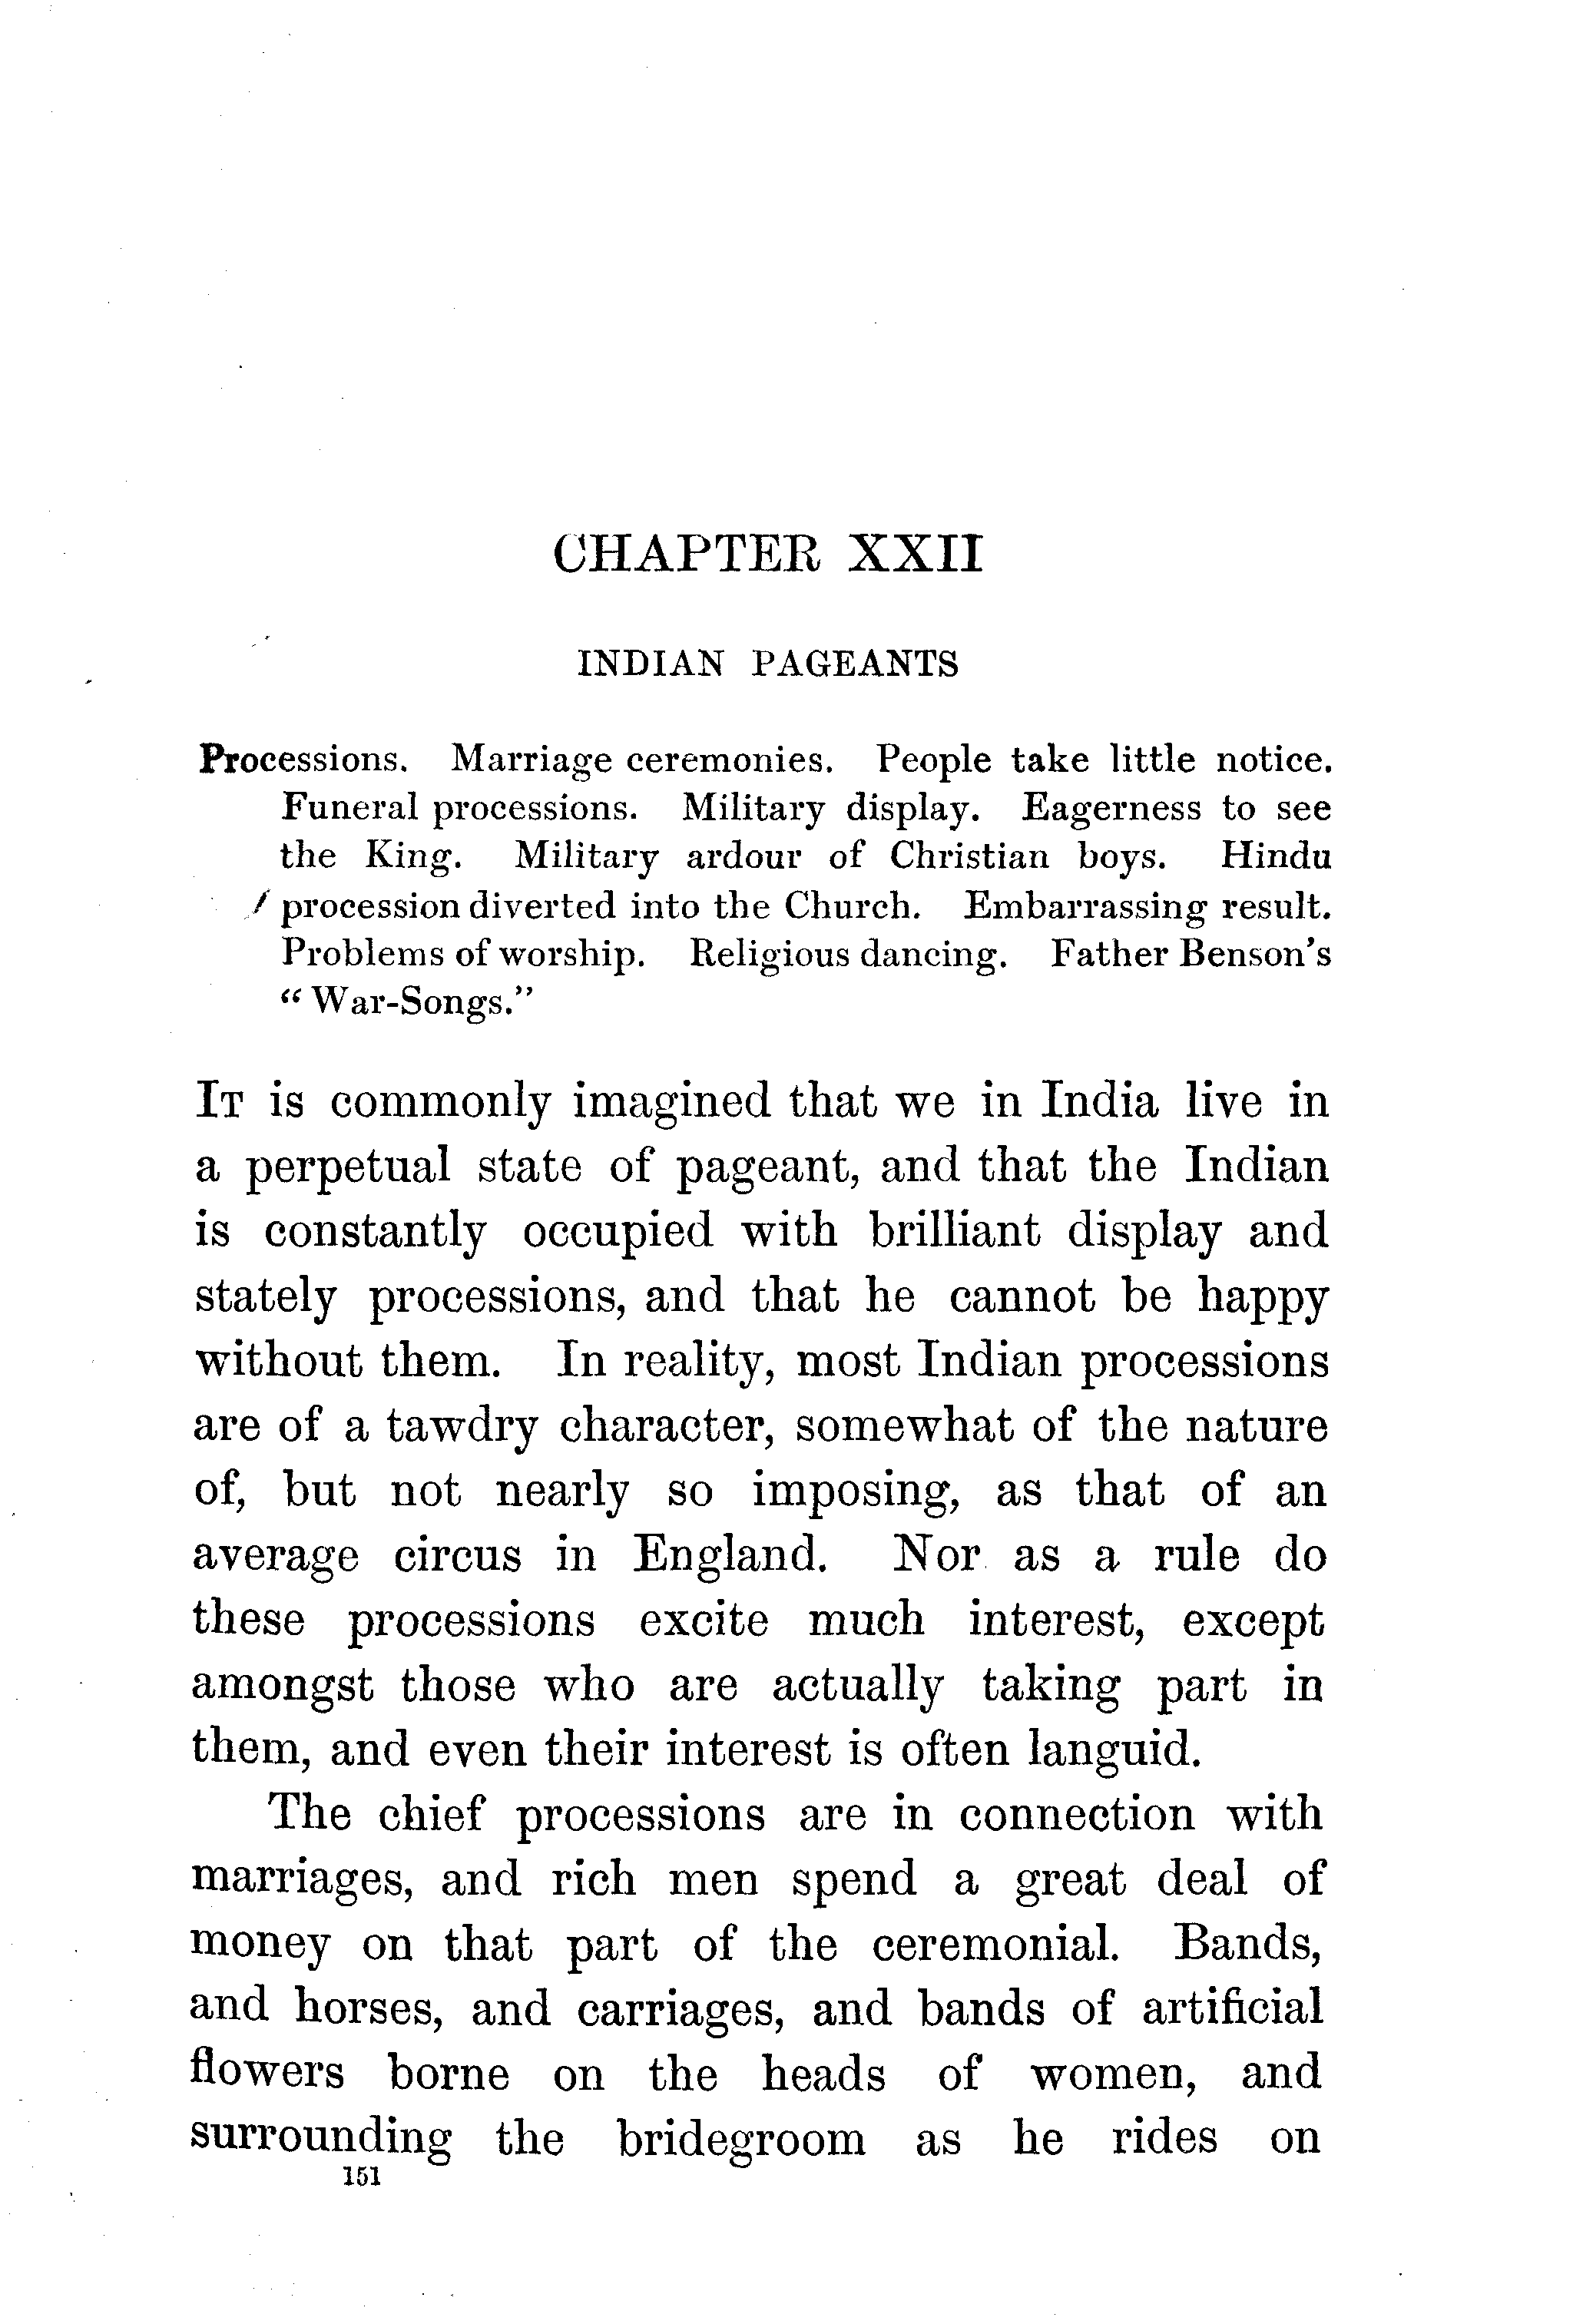 CHAPTER XXII
INDIAN PAGEANTS
Processions. Marriage ceremonies. People take little notice.
Funeral processions. Military display. Eagerness to see
the King. Military ardour of Christian boys. Hindu
procession diverted into the Church. Embarrassing result.
Problems of worship. Religious dancing. Father Benson's
“War-Songs.”
IT is commonly imagined that we in India live in
a perpetual state of pageant, and that the Indian
is constantly occupied with brilliant display and
stately processions, and that he cannot be happy
without them. In reality, most Indian processions
are of a tawdry character, somewhat of the nature
of, but not nearly so imposing, as that of an
average circus in England. Nor as a rule do
these processions excite much interest, except
amongst those who are actually taking part in
them, and even their interest is often languid.
The chief processions are in connection with
marriages, and rich men spend a great deal of
money on that part of the ceremonial. Bands,
and horses, and carriages, and bands of artificial
flowers borne on the heads of women, and
surrounding the bridegroom as he rides on
151